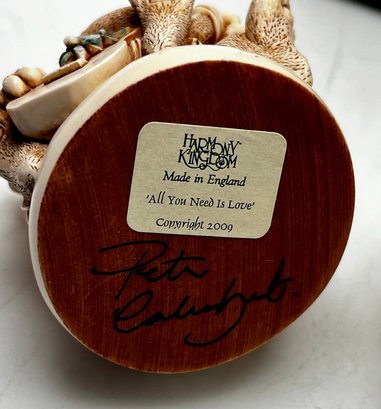 HARMONY
KINGDOM
Made in England
'All You Need Is Love'
Copyright 2009
Peter